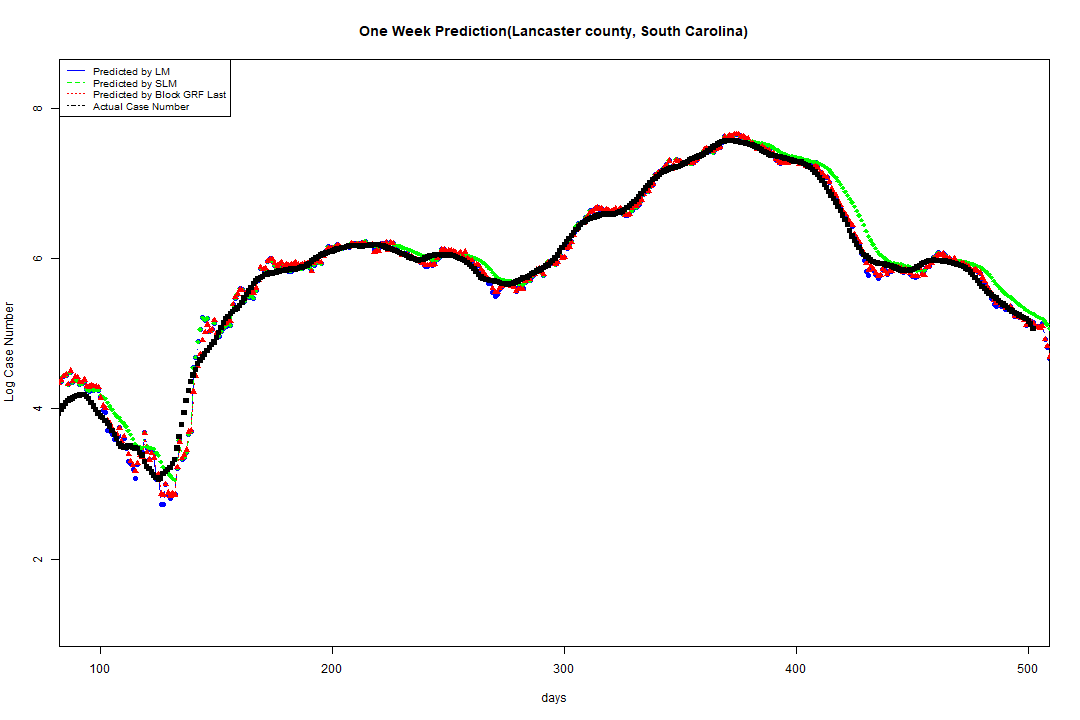 One Week Prediction(Lancaster county, South Carolina)
Predicted by LM
Predicted by SLM
Predicted by Block GRF Last
Actual Case Number
8
6
4
2
Log Case Number
100 200 300 400 500
days